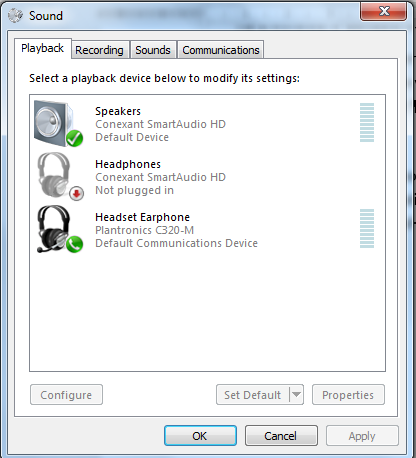 Sound
Playback
Recording
Sounds
Communications
Select a playback device below to modify its settings:
Speakers
Conexant SmartAudio HD
Default Device
Headphones
Conexant SmartAudio HD
Not plugged in
Headset Earphone
Plantronics C320-M
Default Communications Device
Configure
Set Default
Properties
OK
Cancel
Apply